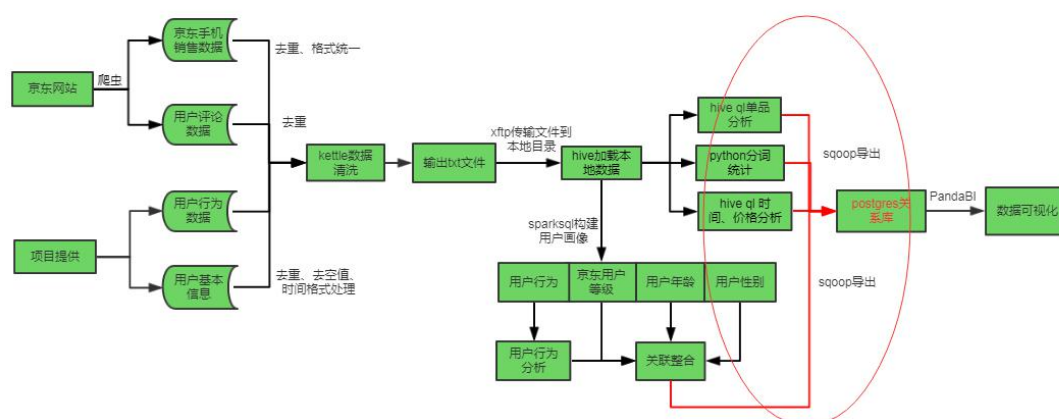 京东手机
销售数据
去重、格式统一
京东网站
爬虫
用户评论
数据
去重
kettle数据
清洗
输出txt文件
xftp传输文件到
本地目录
hive加载本
地数据
hive ql单品
分析
python分词
统计
hive ql 时
间、价格分析
sqoop导出
postgres关
系库
PandaBI
数据可视化
用户行为
数据
项目提供
用户基本
信息
去重、去空值、
时间格式处理
sparksql构建
用户画像
用户行为
京东用户
等级
用户年龄
用户性别
sqoop导出
用户行为
分析
关联整合